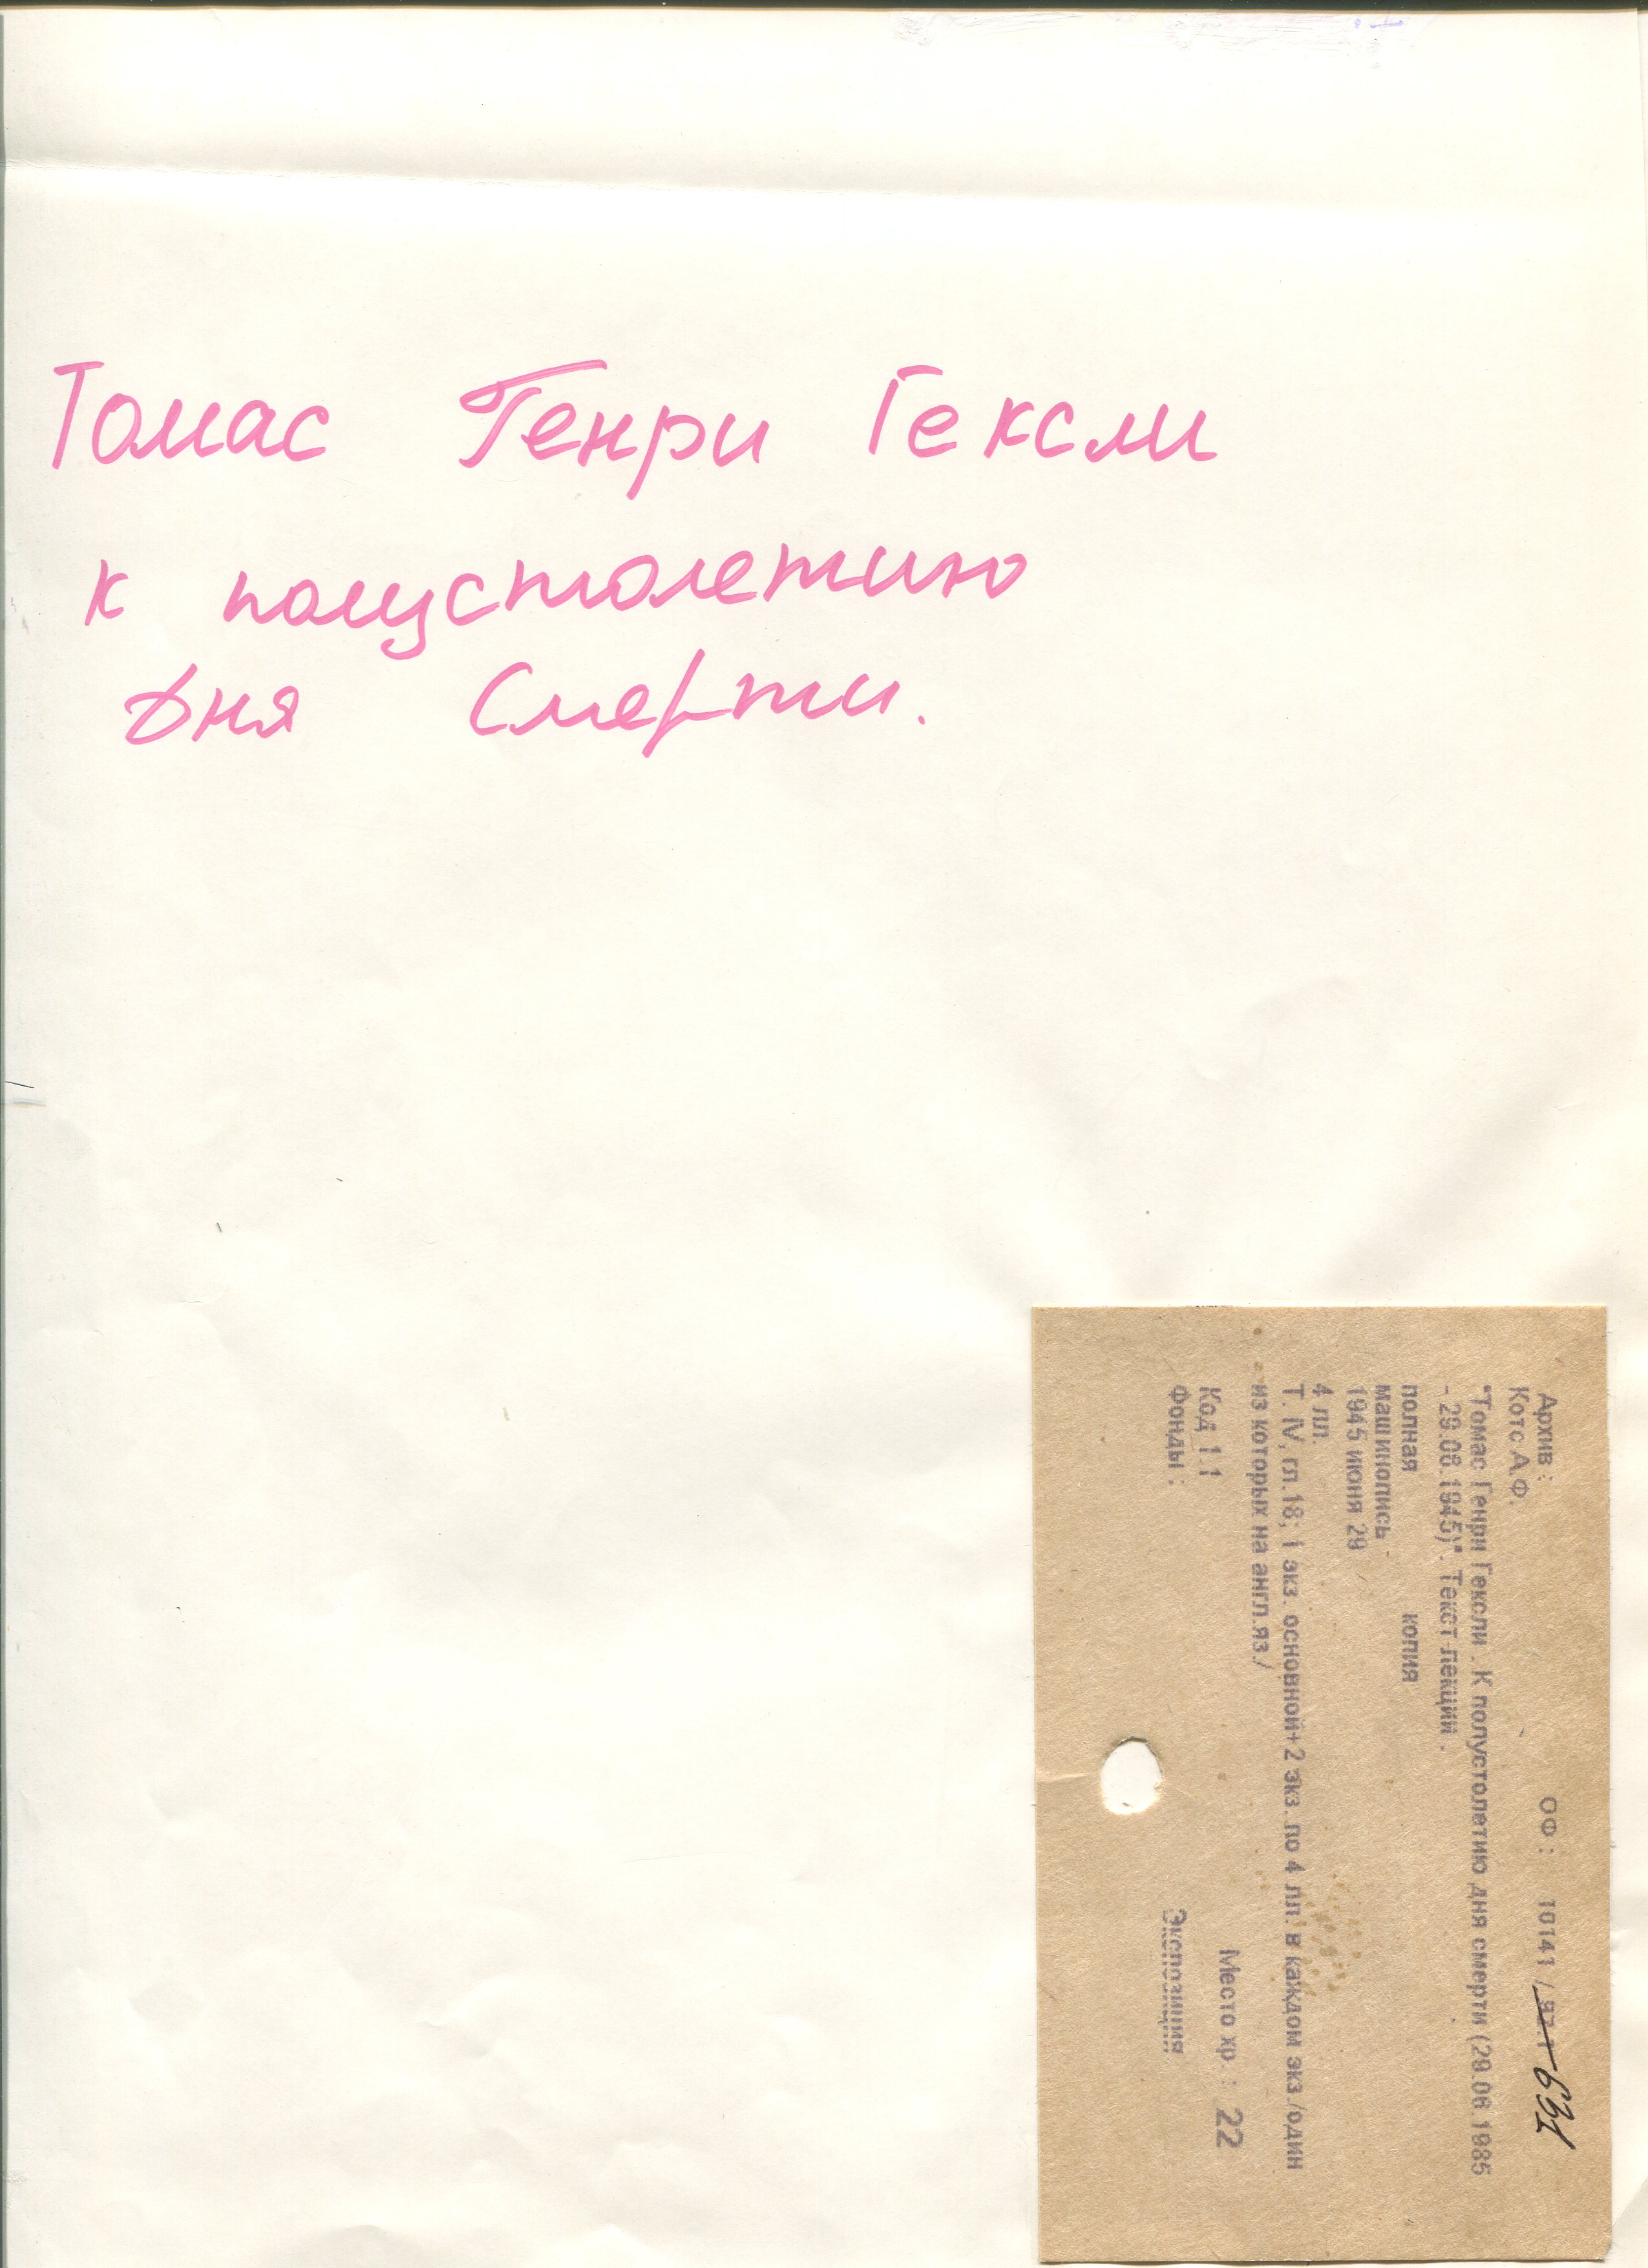 Томас Генри Гексли
к полустолетию
дня Смерти.
Архив: ОФ: 10141 / 631
Котс А.Ф.
"Томас Генри Гексли. К полустолетию дня смерти (29.06 1985
- 29.06.1945)". Текст лекции.
полная копия
машинопись
1945 июня 29
4 лл.
Т. IV, гл.18; 1 экз. основной+2 экз. по 4 лл. в каждом экз /один
из которых на англ.яз./
Код 1.1 Место хр.: 22
Фонды: Экспозиция